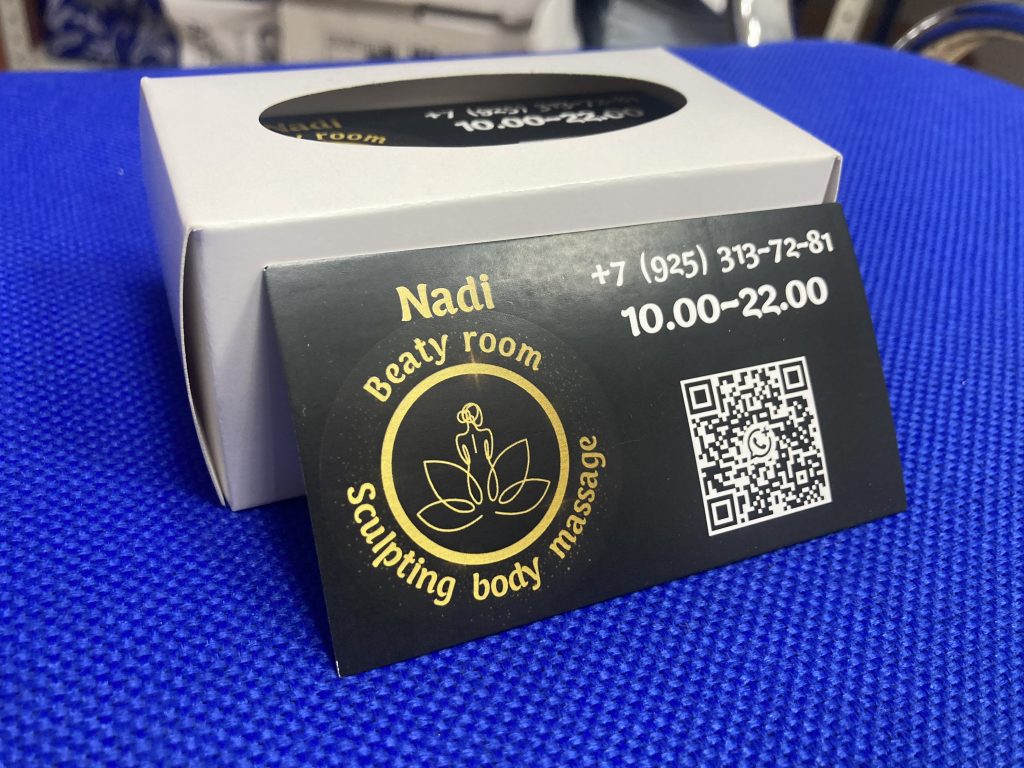 Nadi
room
+7 (925) 313-72-81
10.00-22.00
Nadi
Beaty room
Sculpting body massage
+7 (925) 313-72-81
10.00-22.00